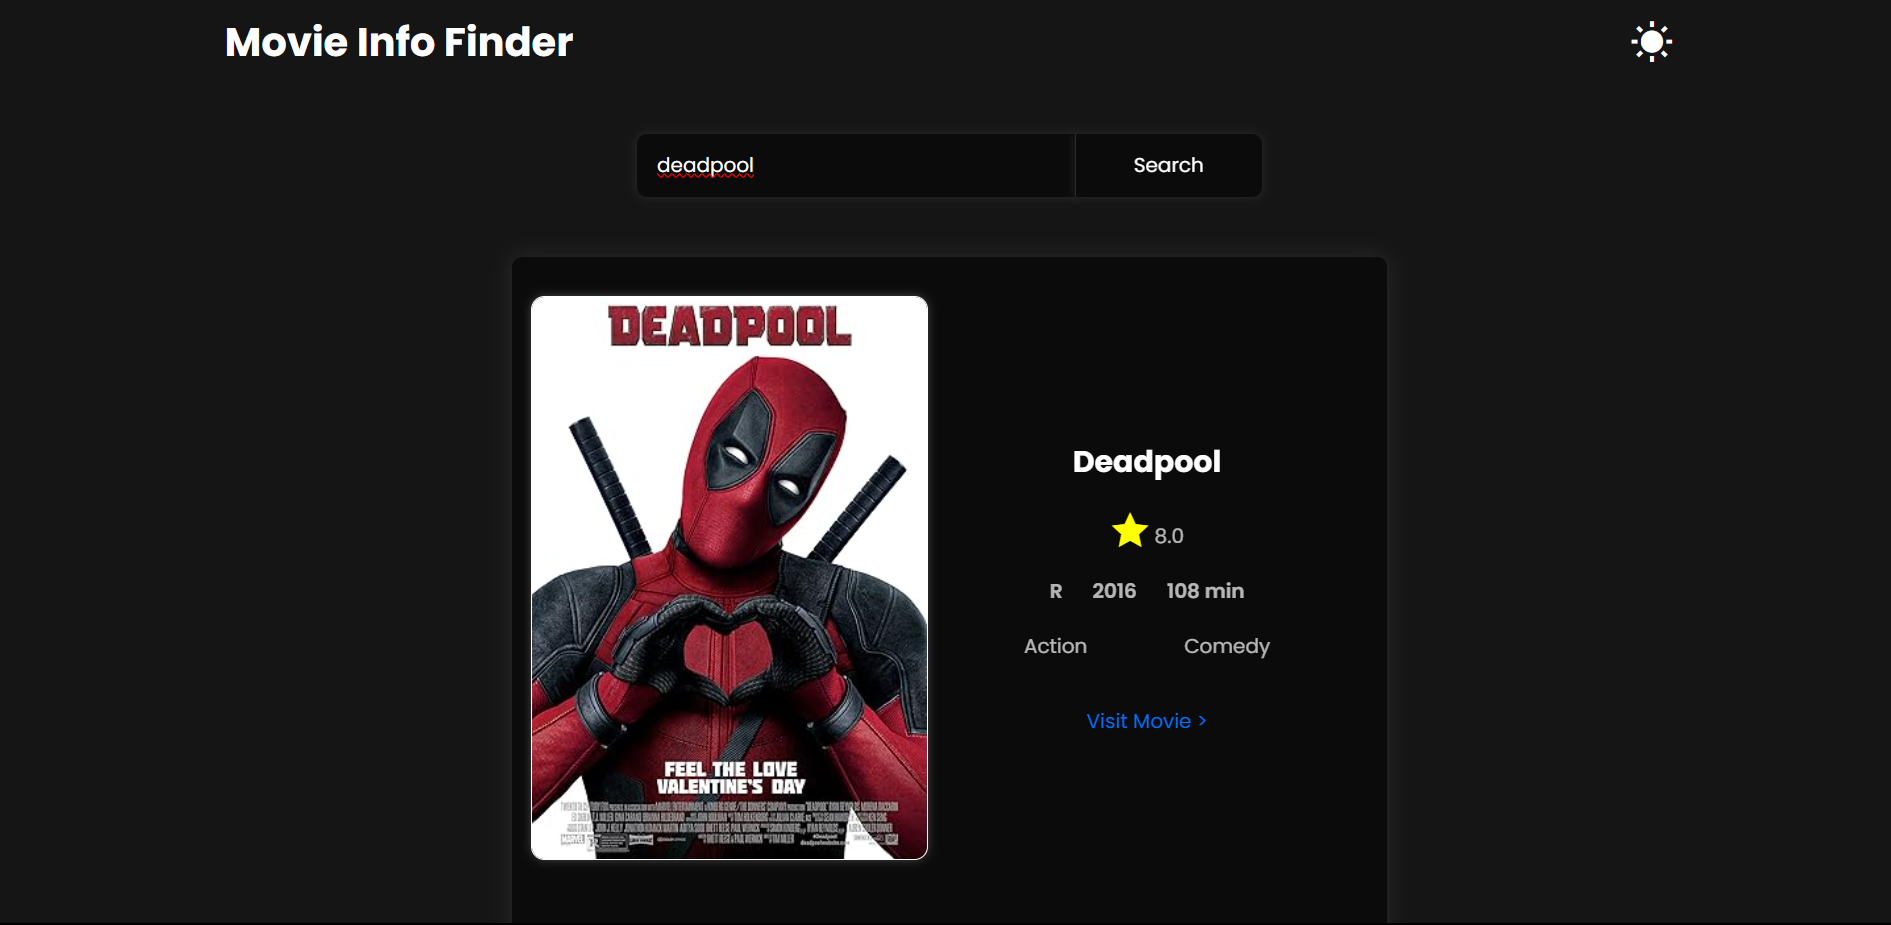 Movie Info Finder
deadpool
Search
DEADPOOL
Deadpool
8.0
R 2016 108 min
Action Comedy
Visit Movie >
FEEL THE LOVE
VALENTINE'S DAY
MARVEL